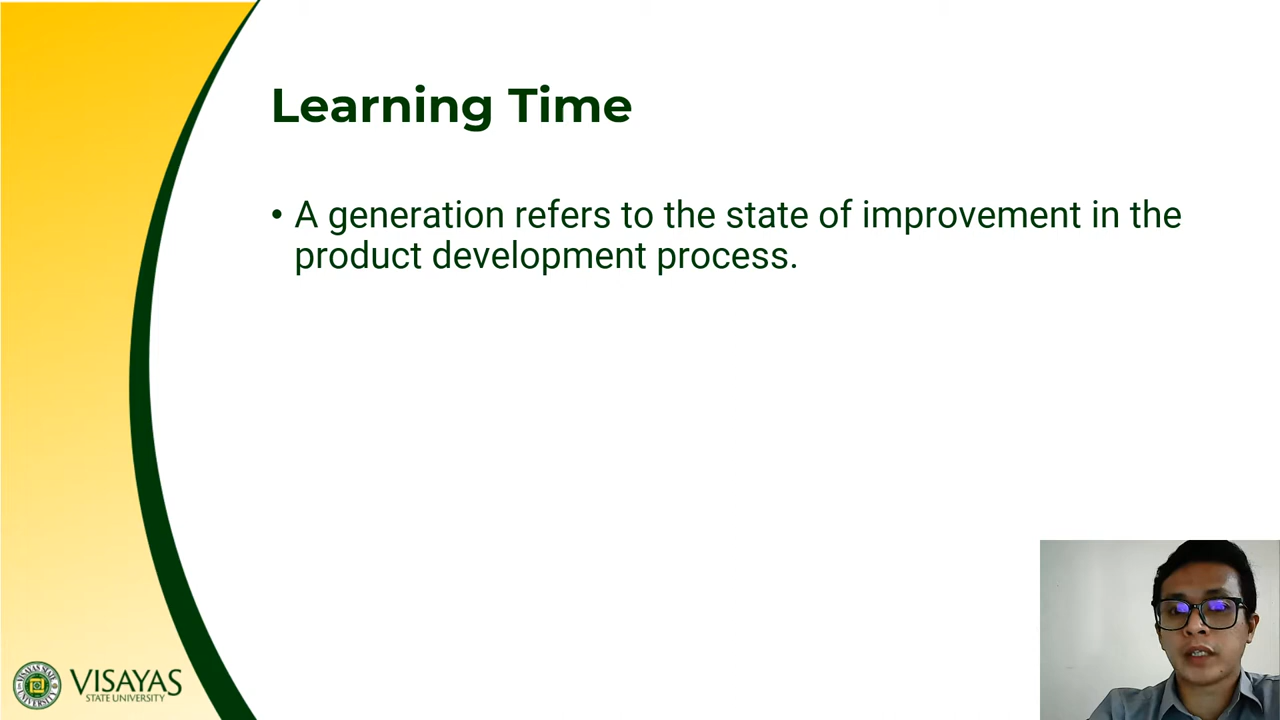 Learning Time
• A generation refers to the state of improvement in the
product development process.
VISAYAS
STATE UNIVERSITY